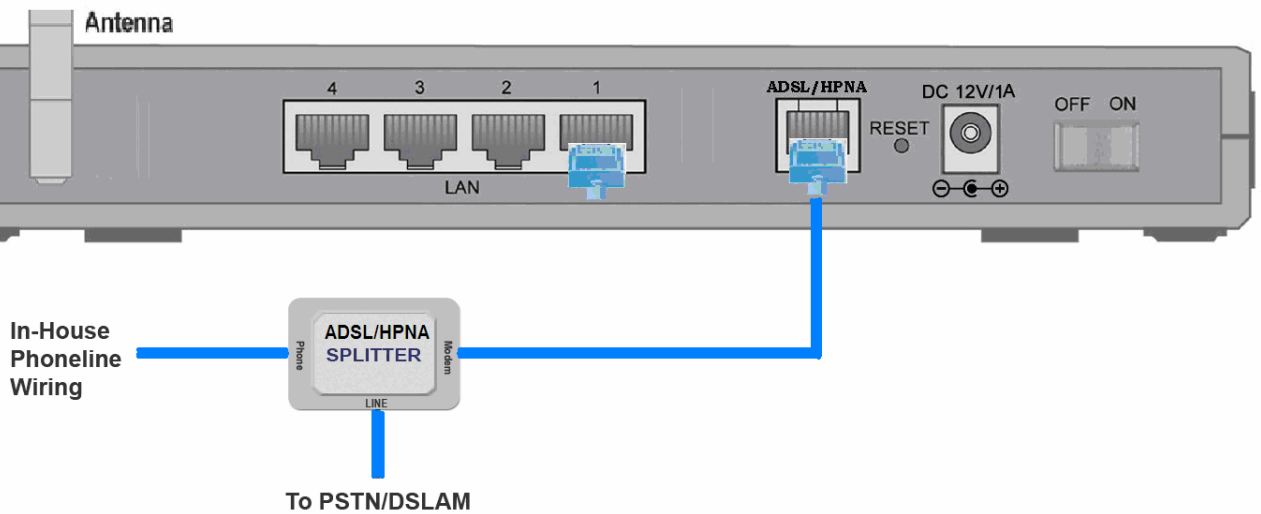 Antenna
4 3 2 1
ADSL/HPNA
DC 12V/1A
OFF ON
RESET
LAN
In-House
Phoneline
Wiring
Phone
ADSL/HPNA
SPLITTER
Modem
LINE
To PSTN/DSLAM